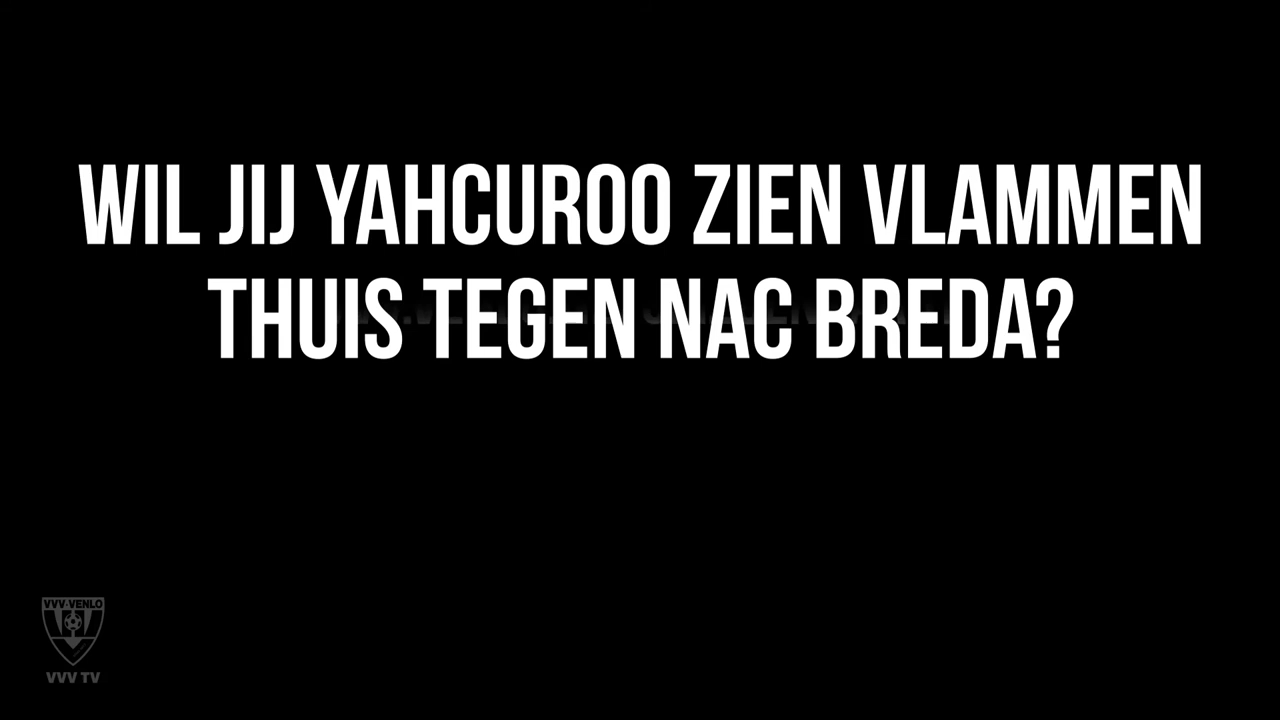 WIL JIJ YAHCUROO ZIEN VLAMMEN
THUIS TEGEN NAC BREDA?
VVV-VENLO
VVV TV